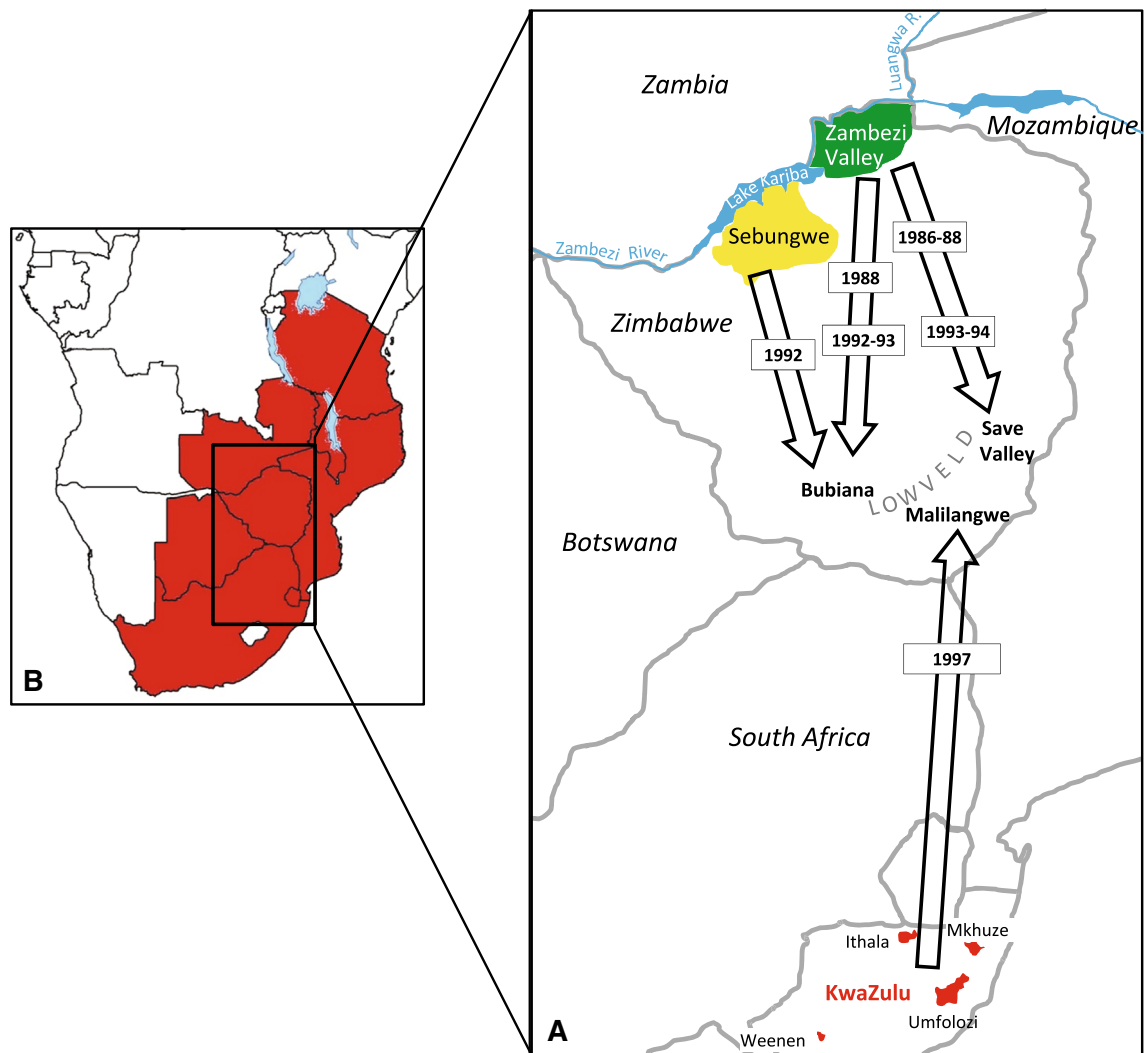 Luangwa R.
Zambia
Mozambique
Zambezi
Valley
Lake Kariba
Sebungwe
1986-88
Zambezi River
1988
Zimbabwe
1992-93
1993-94
1992
Save
Valley
LOWVELD
Bubiana
Malilangwe
Botswana
1997
B
South Africa
Ithala
Mkhuze
KwaZulu
Umfolozi
A
Weenen